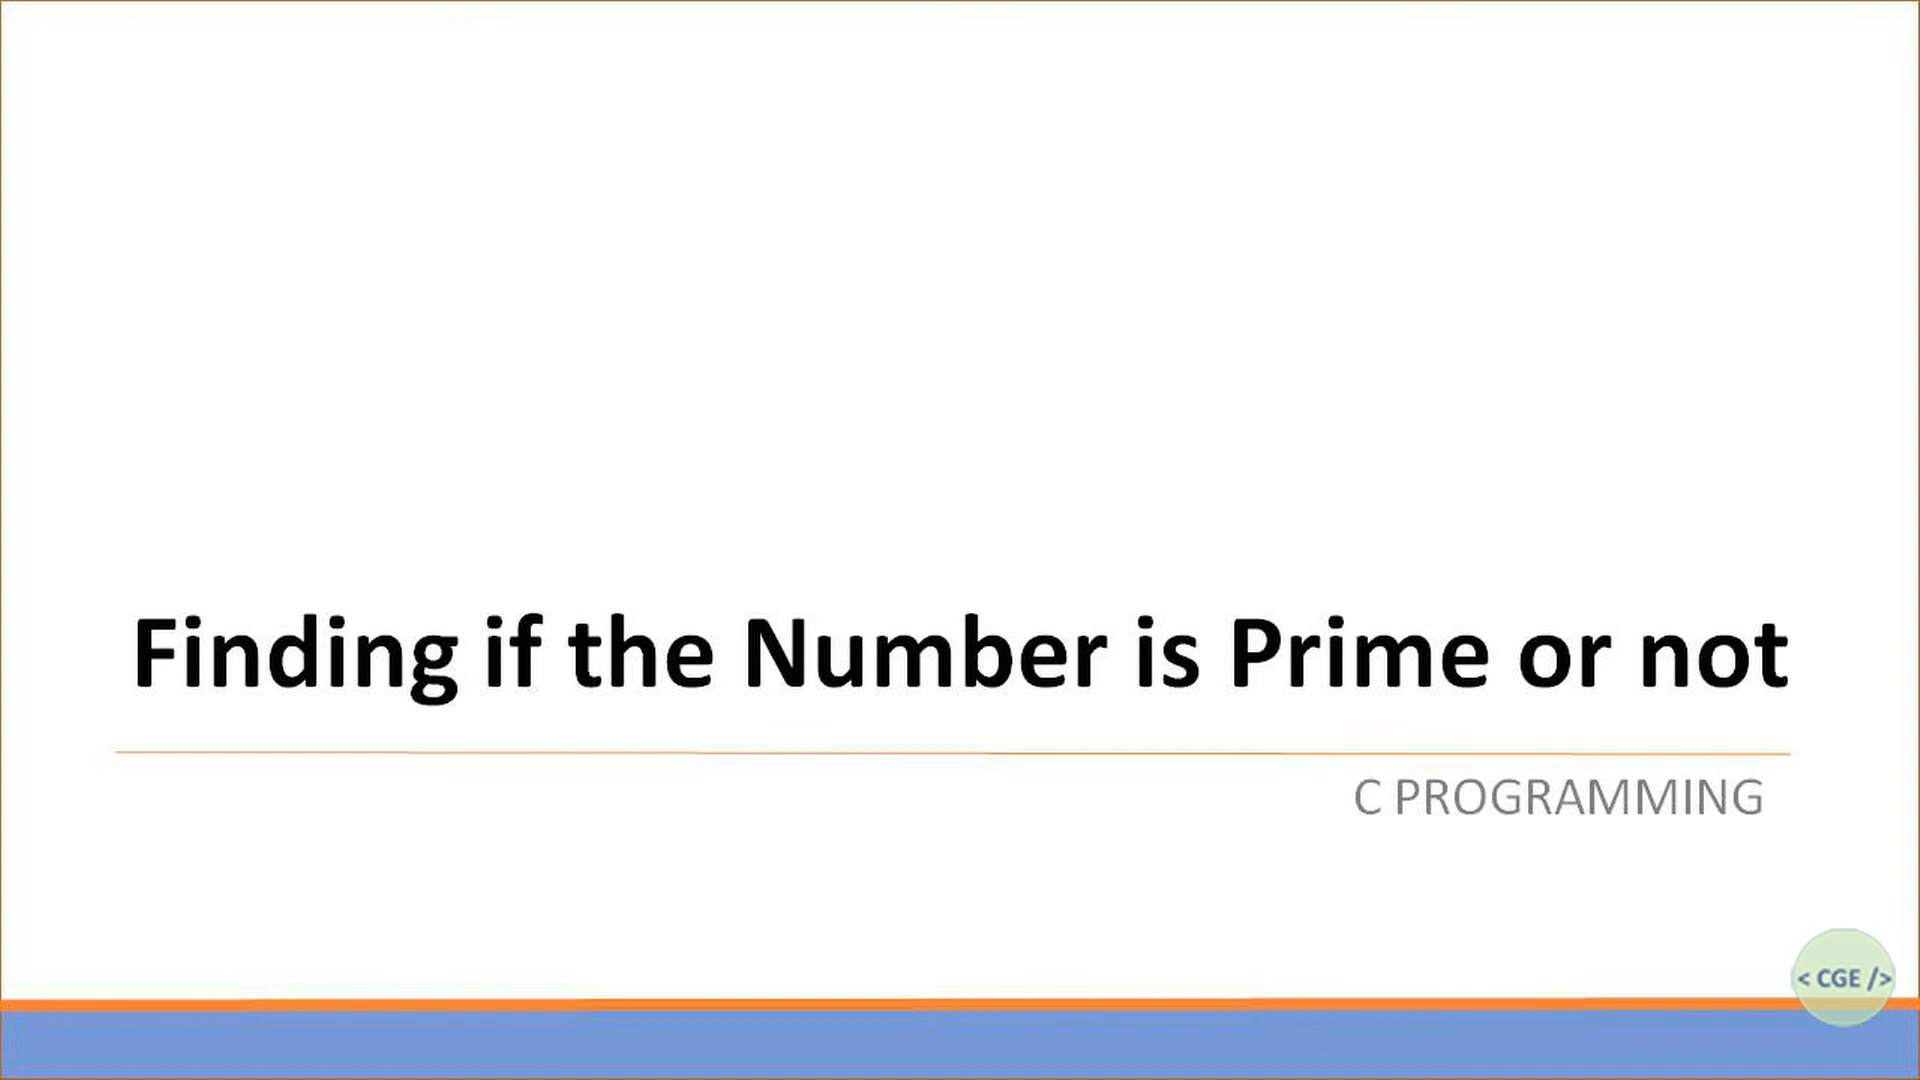 Finding if the Number is Prime or not
C PROGRAMMING
< CGE />